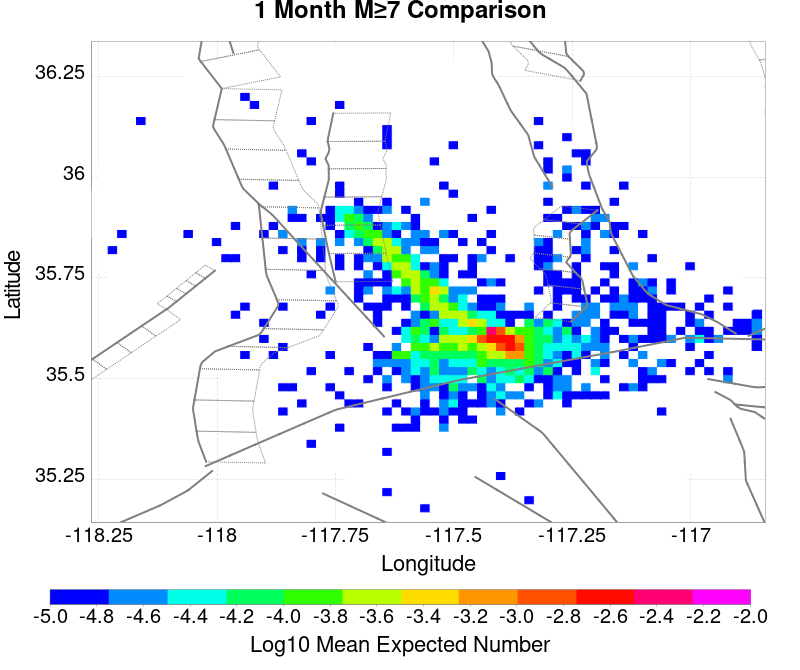 1 Month M≥7 Comparison
36.25
36
35.75
35.5
35.25
Latitude
-118.25 -118 -117.75 -117.5 -117.25 -117
Longitude
-5.0 -4.8 -4.6 -4.4 -4.2 -4.0 -3.8 -3.6 -3.4 -3.2 -3.0 -2.8 -2.6 -2.4 -2.2 -2.0
Log10 Mean Expected Number